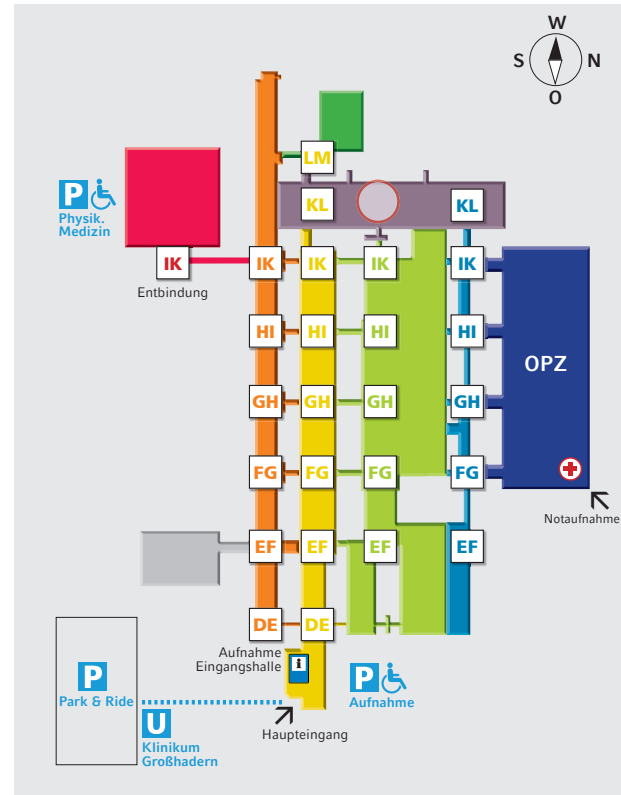 W
S N
O
LM
KL KL
P
Physik.
Medizin
IK IK IK IK IK
Entbindung
HI HI HI HI
OPZ
GH GH GH GH
FG FG FG FG
Notaufnahme
EF EF EF EF
DE DE
Aufnahme
Eingangshalle
i
P
Park & Ride
P
Aufnahme
U
Klinikum
Großhadern
Haupteingang